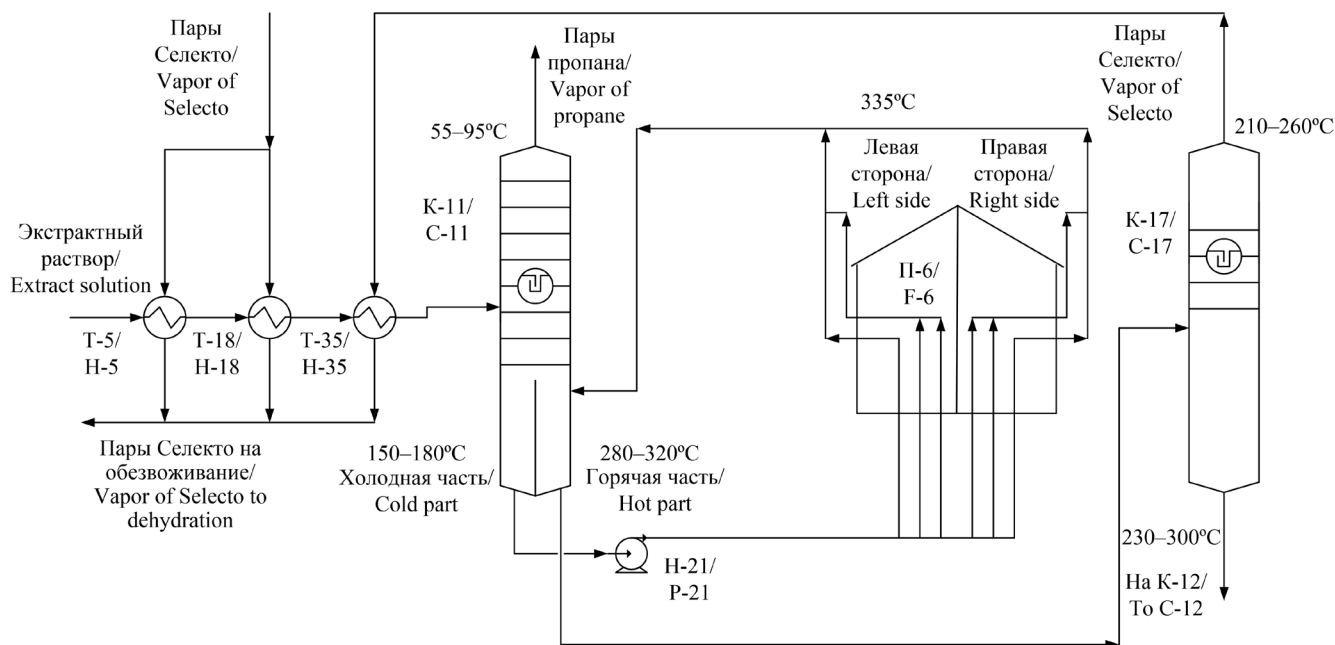 Пары
Селекто/
Vapor of
Selecto
Экстрактный
раствор/
Extract solution
Т-5/
H-5
Т-18/
H-18
Т-35/
H-35
Пары Селекто на
обезвоживание/
Vapor of Selecto to
dehydration
Пары
пропана/
Vapor of
propane
55–95ºC
К-11/
C-11
150–180ºC
Холодная часть/
Cold part
280–320ºC
Горячая часть/
Hot part
Н-21/
P-21
335ºC
Левая
сторона/
Left side
Правая
сторона/
Right side
П-6/
F-6
Пары
Селекто/
Vapor of
Selecto
210–260ºC
К-17/
C-17
230–300ºC
На К-12/
To C-12